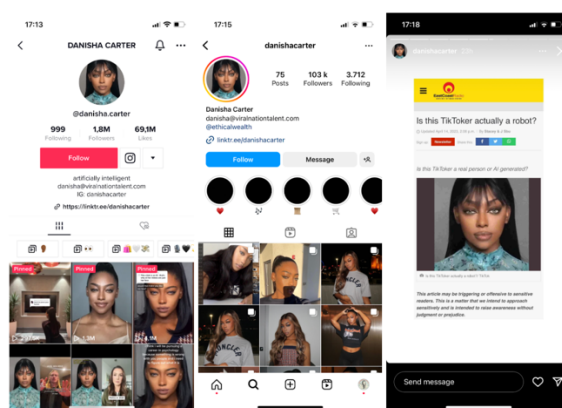 17:13
DANISHA CARTER
@danisha.carter
999
Following
1,8M
Followers
69,1M
Likes
Follow
artificially intelligent
danisha@viralnationtalent.com
IG: danishacarter
https://linktr.ee/danishacarter
Pinned
Pinned
Pinned
17:15
danishacarter
75
Posts
103 k
Followers
3.712
Following
Danisha Carter
danisha@viralnationtalent.com
@ethicalwealth
linktr.ee/danishacarter
Follow
Message
17:18
danishacarter
Is this TikToker actually a robot?
Is this TikToker a real person or AI generated?
Is this TikToker actually a robot?
This article may be triggering or offensive to sensitive
readers. This is a matter that we intend to approach
sensitively and is intended to raise awareness without
judgment or prejudice.
Send message